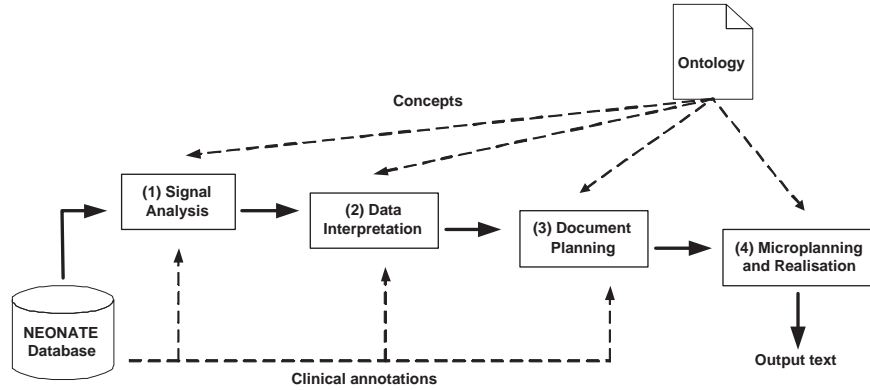 Ontology
Concepts
(1) Signal
Analysis
(2) Data
Interpretation
(3) Document
Planning
(4) Microplanning
and Realisation
NEONATE
Database
Clinical annotations
Output text